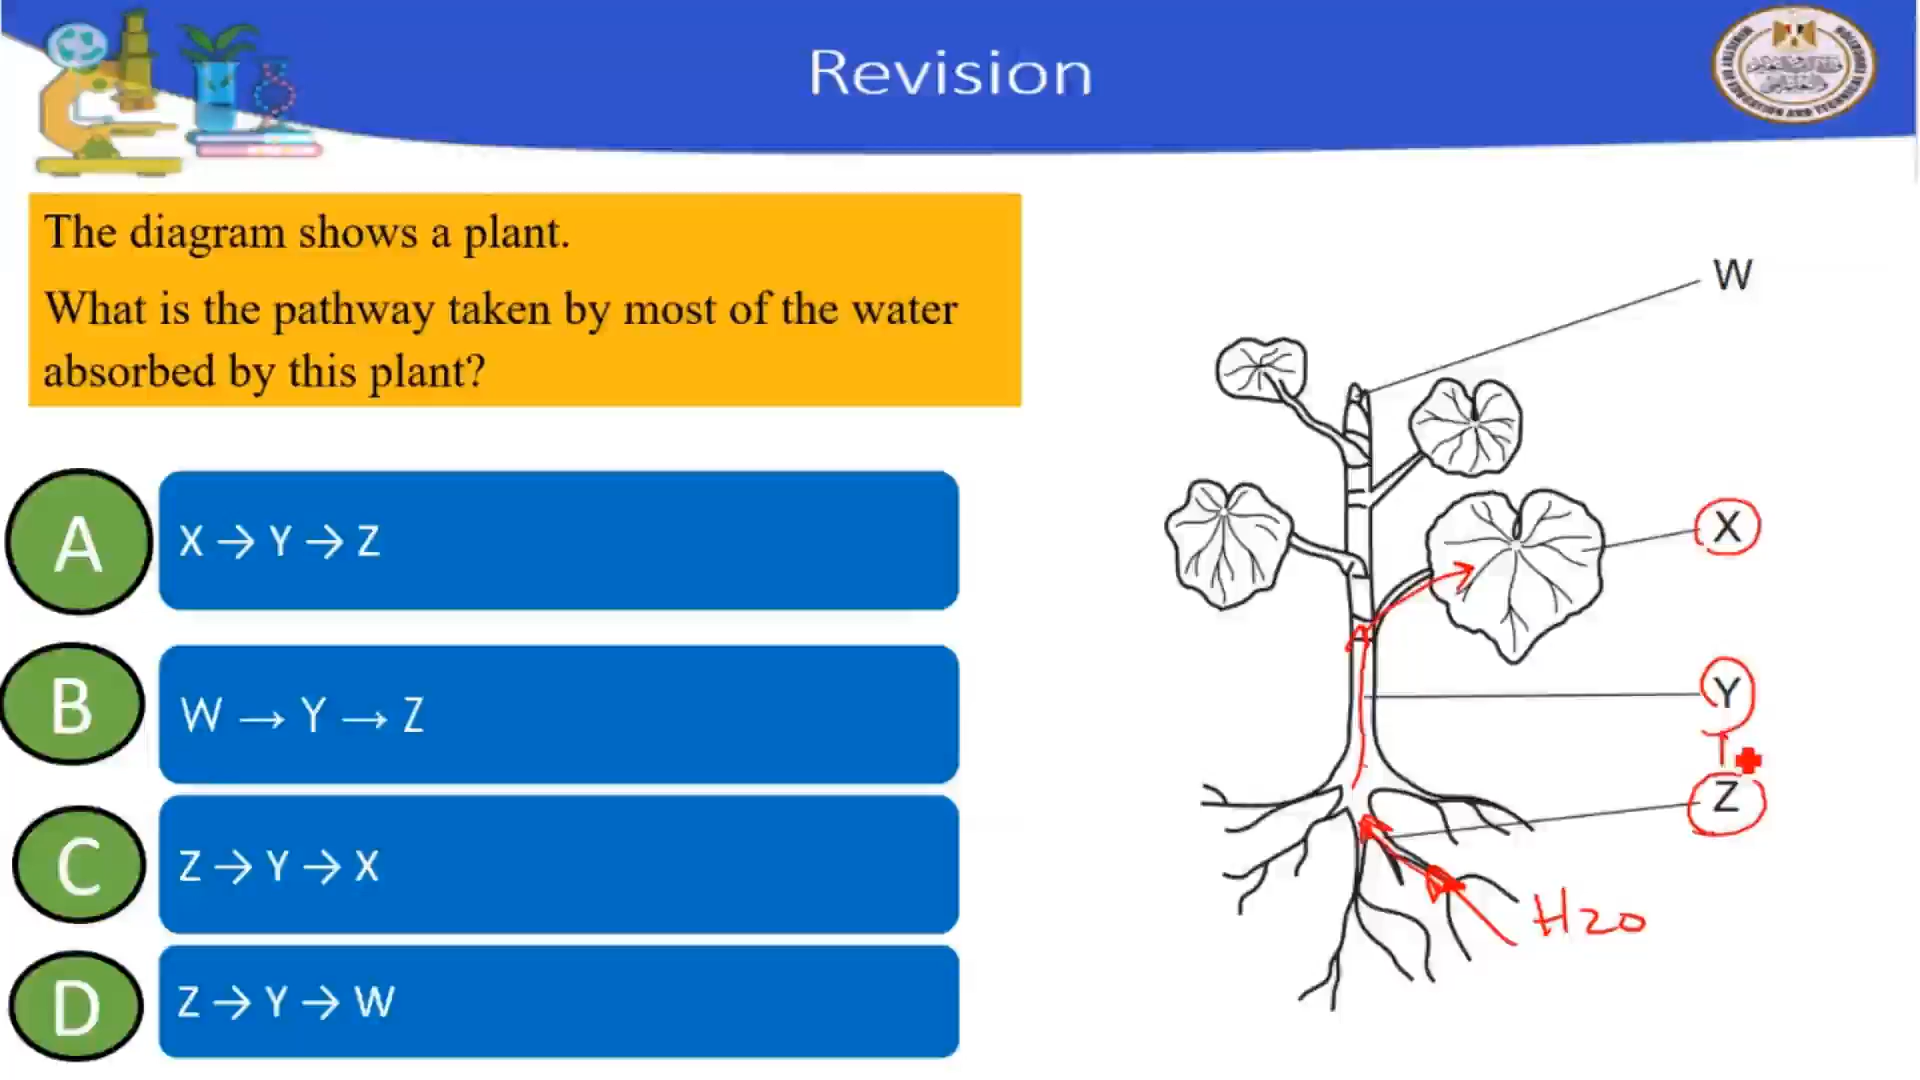 Revision
The diagram shows a plant.
What is the pathway taken by most of the water
absorbed by this plant?
A
X → Y → Z
B
W → Y → Z
C
Z → Y → X
D
Z → Y → W
W
X
Y
Z
H2O